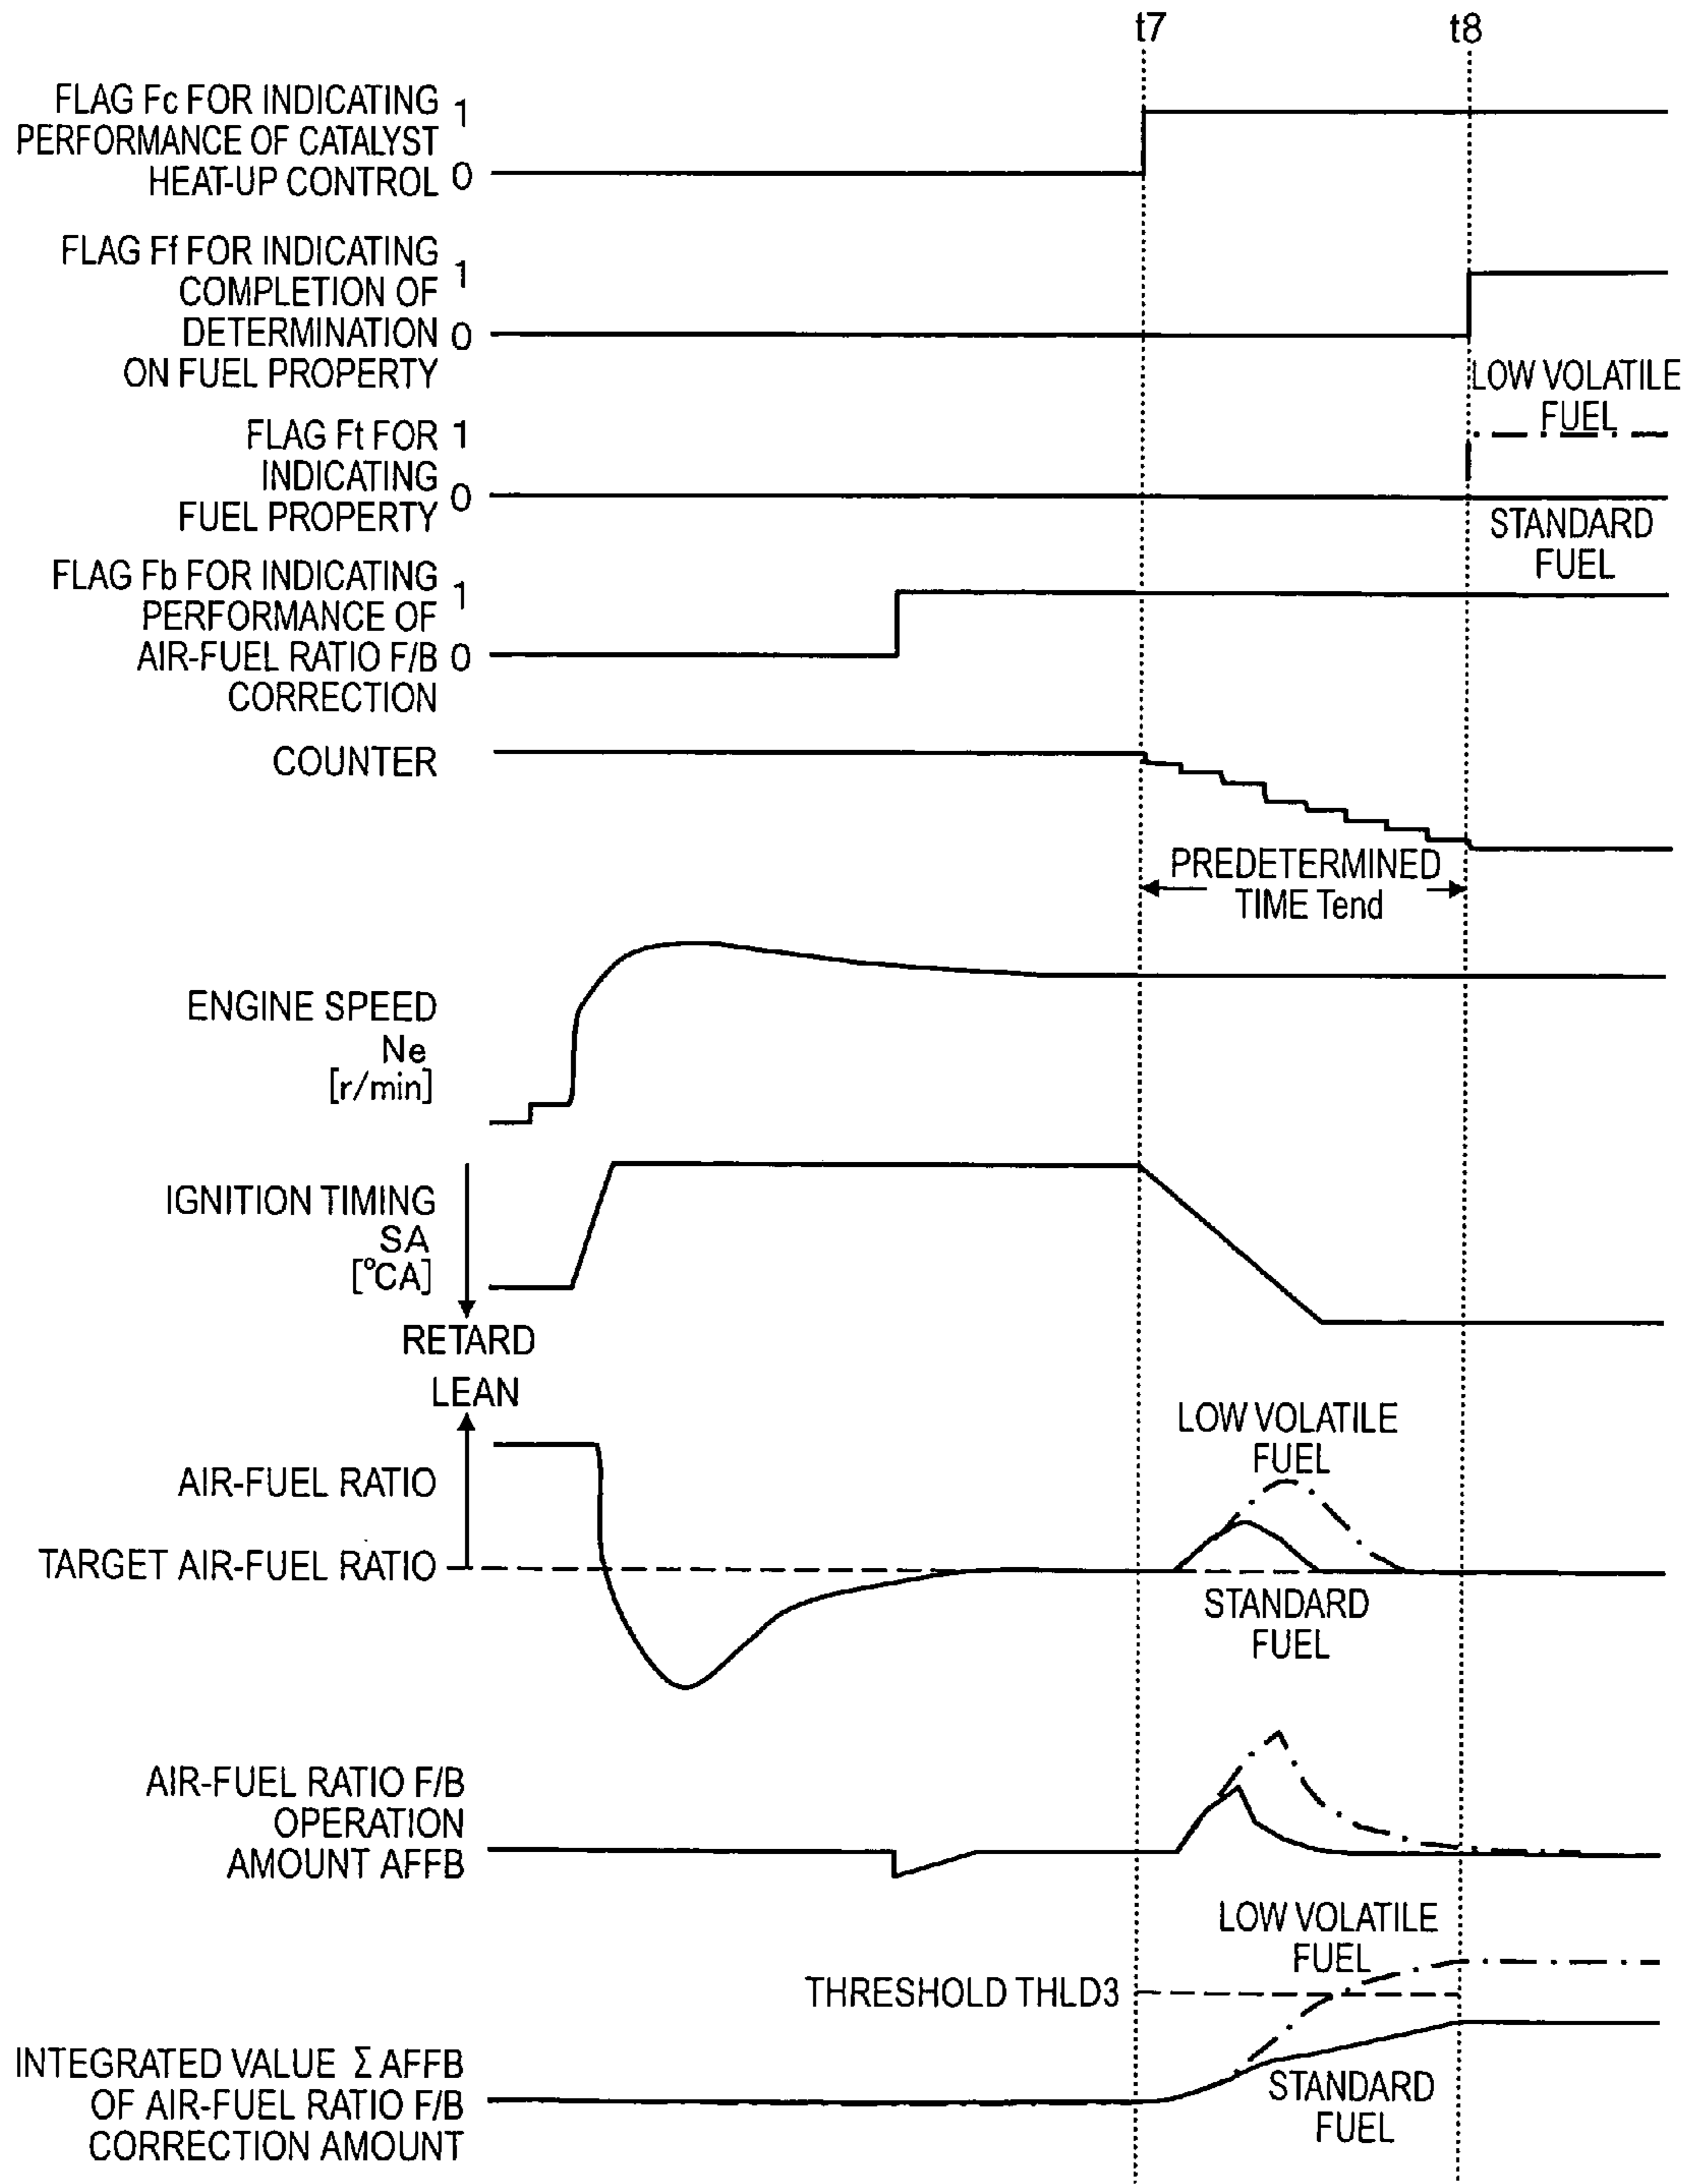 t7 t8
FLAG Fc FOR INDICATING 1
PERFORMANCE OF CATALYST
HEAT-UP CONTROL 0
FLAG Ff FOR INDICATING 1
COMPLETION OF
DETERMINATION 0
ON FUEL PROPERTY
LOW VOLATILE
FUEL
FLAG Ft FOR 1
INDICATING
FUEL PROPERTY 0
STANDARD
FUEL
FLAG Fb FOR INDICATING 1
PERFORMANCE OF
AIR-FUEL RATIO F/B 0
CORRECTION
COUNTER
PREDETERMINED
TIME Tend
ENGINE SPEED
Ne
[r/min]
IGNITION TIMING
SA
[°CA]
RETARD
LEAN
LOW VOLATILE
FUEL
AIR-FUEL RATIO
TARGET AIR-FUEL RATIO
STANDARD
FUEL
AIR-FUEL RATIO F/B
OPERATION
AMOUNT AFFB
LOW VOLATILE
FUEL
THRESHOLD THLD3
INTEGRATED VALUE Σ AFFB
OF AIR-FUEL RATIO F/B
CORRECTION AMOUNT
STANDARD
FUEL